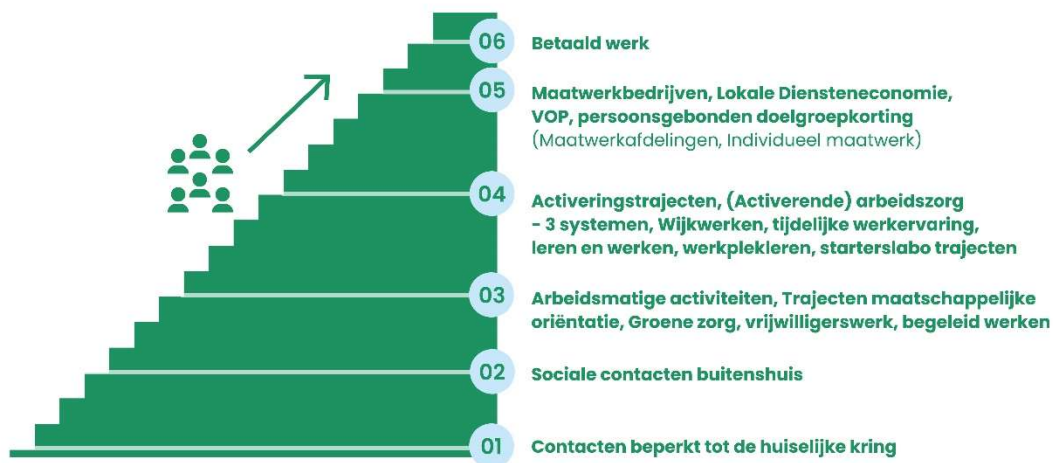 06
Betaald werk
05
Maatwerkbedrijven, Lokale Diensteneconomie,
VOP, persoonsgebonden doelgroepkorting
(Maatwerkafdelingen, Individueel maatwerk)
04
Activeringstrajecten, (Activerende) arbeidszorg
- 3 systemen, Wijkwerken, tijdelijke werkervaring,
leren en werken, werkplekleren, starterslabo trajecten
03
Arbeidsmatige activiteiten, Trajecten maatschappelijke
oriëntatie, Groene zorg, vrijwilligerswerk, begeleid werken
02
Sociale contacten buitenshuis
01
Contacten beperkt tot de huiselijke kring